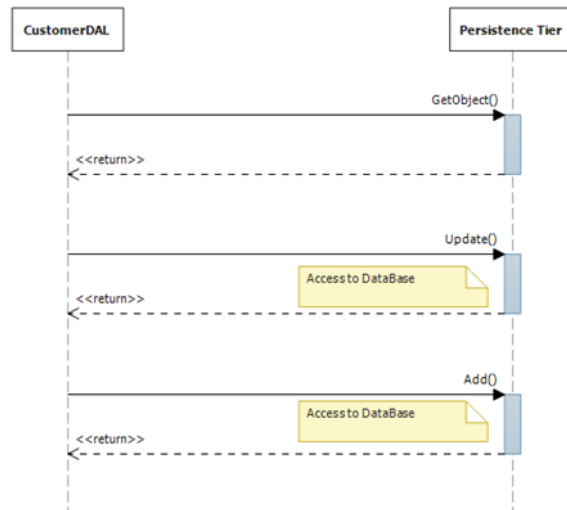 CustomerDAL
Persistence Tier
GetObject()
<<return>>
Update()
Access to DataBase
<<return>>
Add()
Access to DataBase
<<return>>